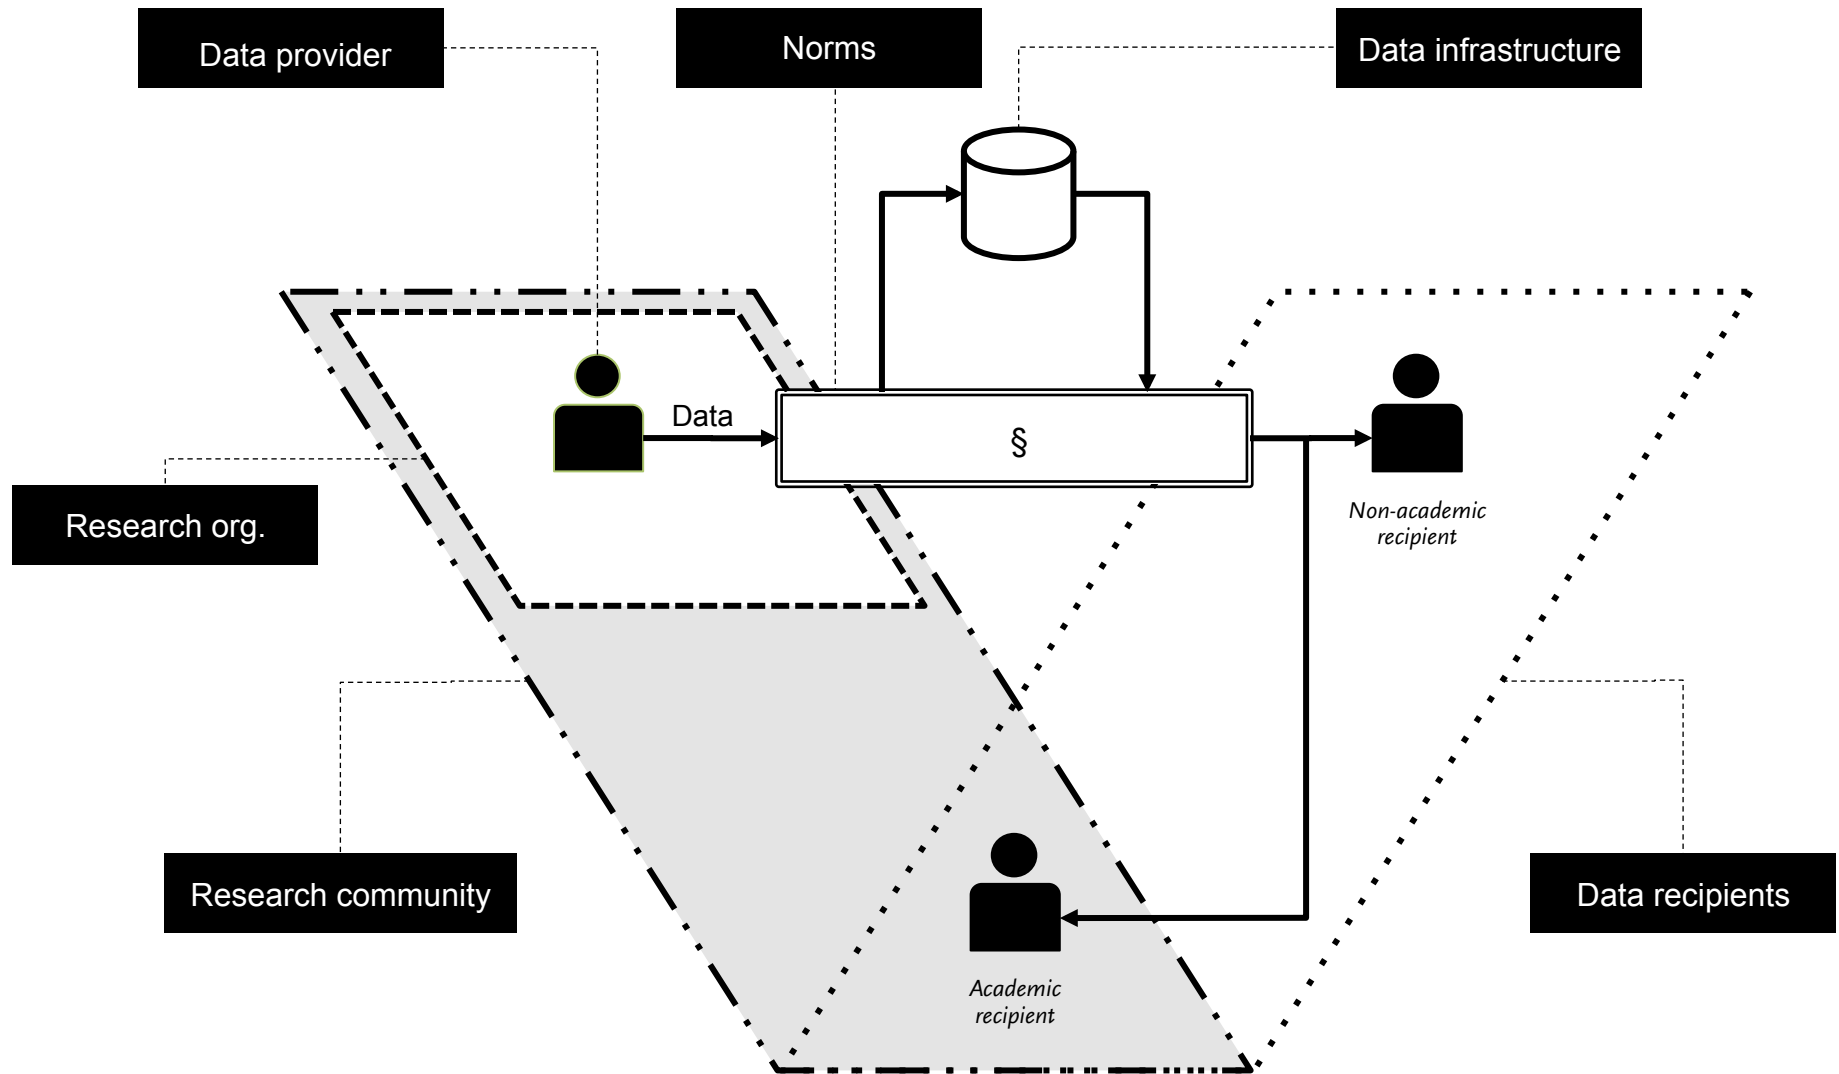 Data provider
Norms
Data infrastructure
Data
§
Non-academic
recipient
Research org.
Research community
Data recipients
Academic
recipient